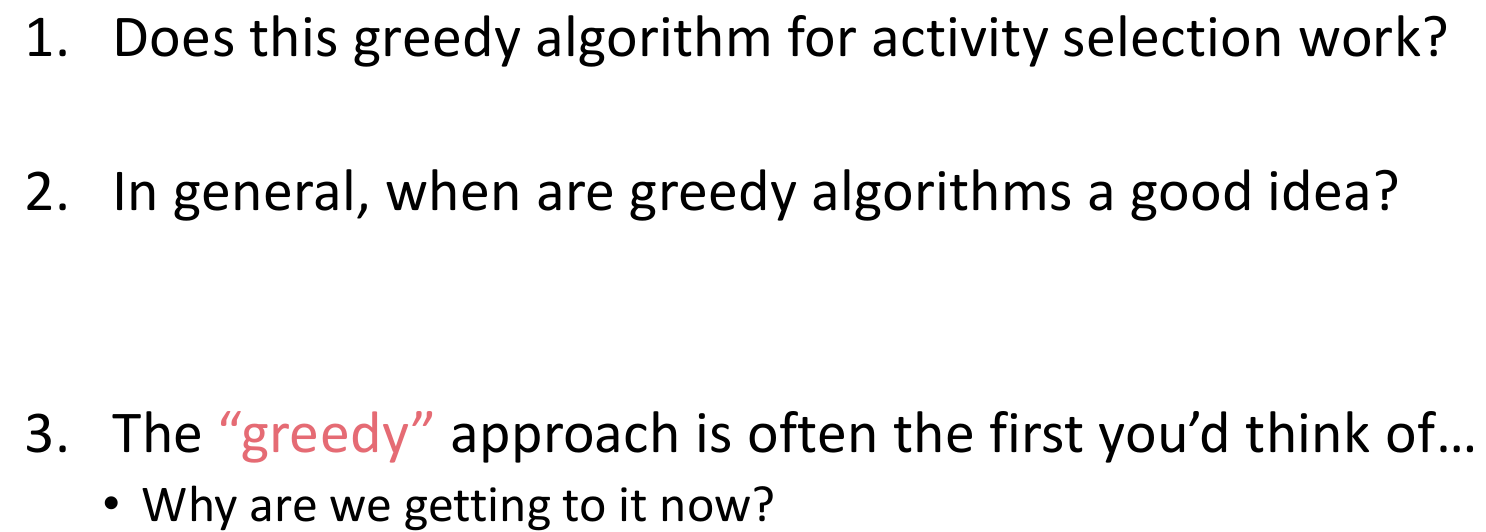 1. Does this greedy algorithm for activity selection work?
2. In general, when are greedy algorithms a good idea?
3. The “greedy” approach is often the first you’d think of…
• Why are we getting to it now?